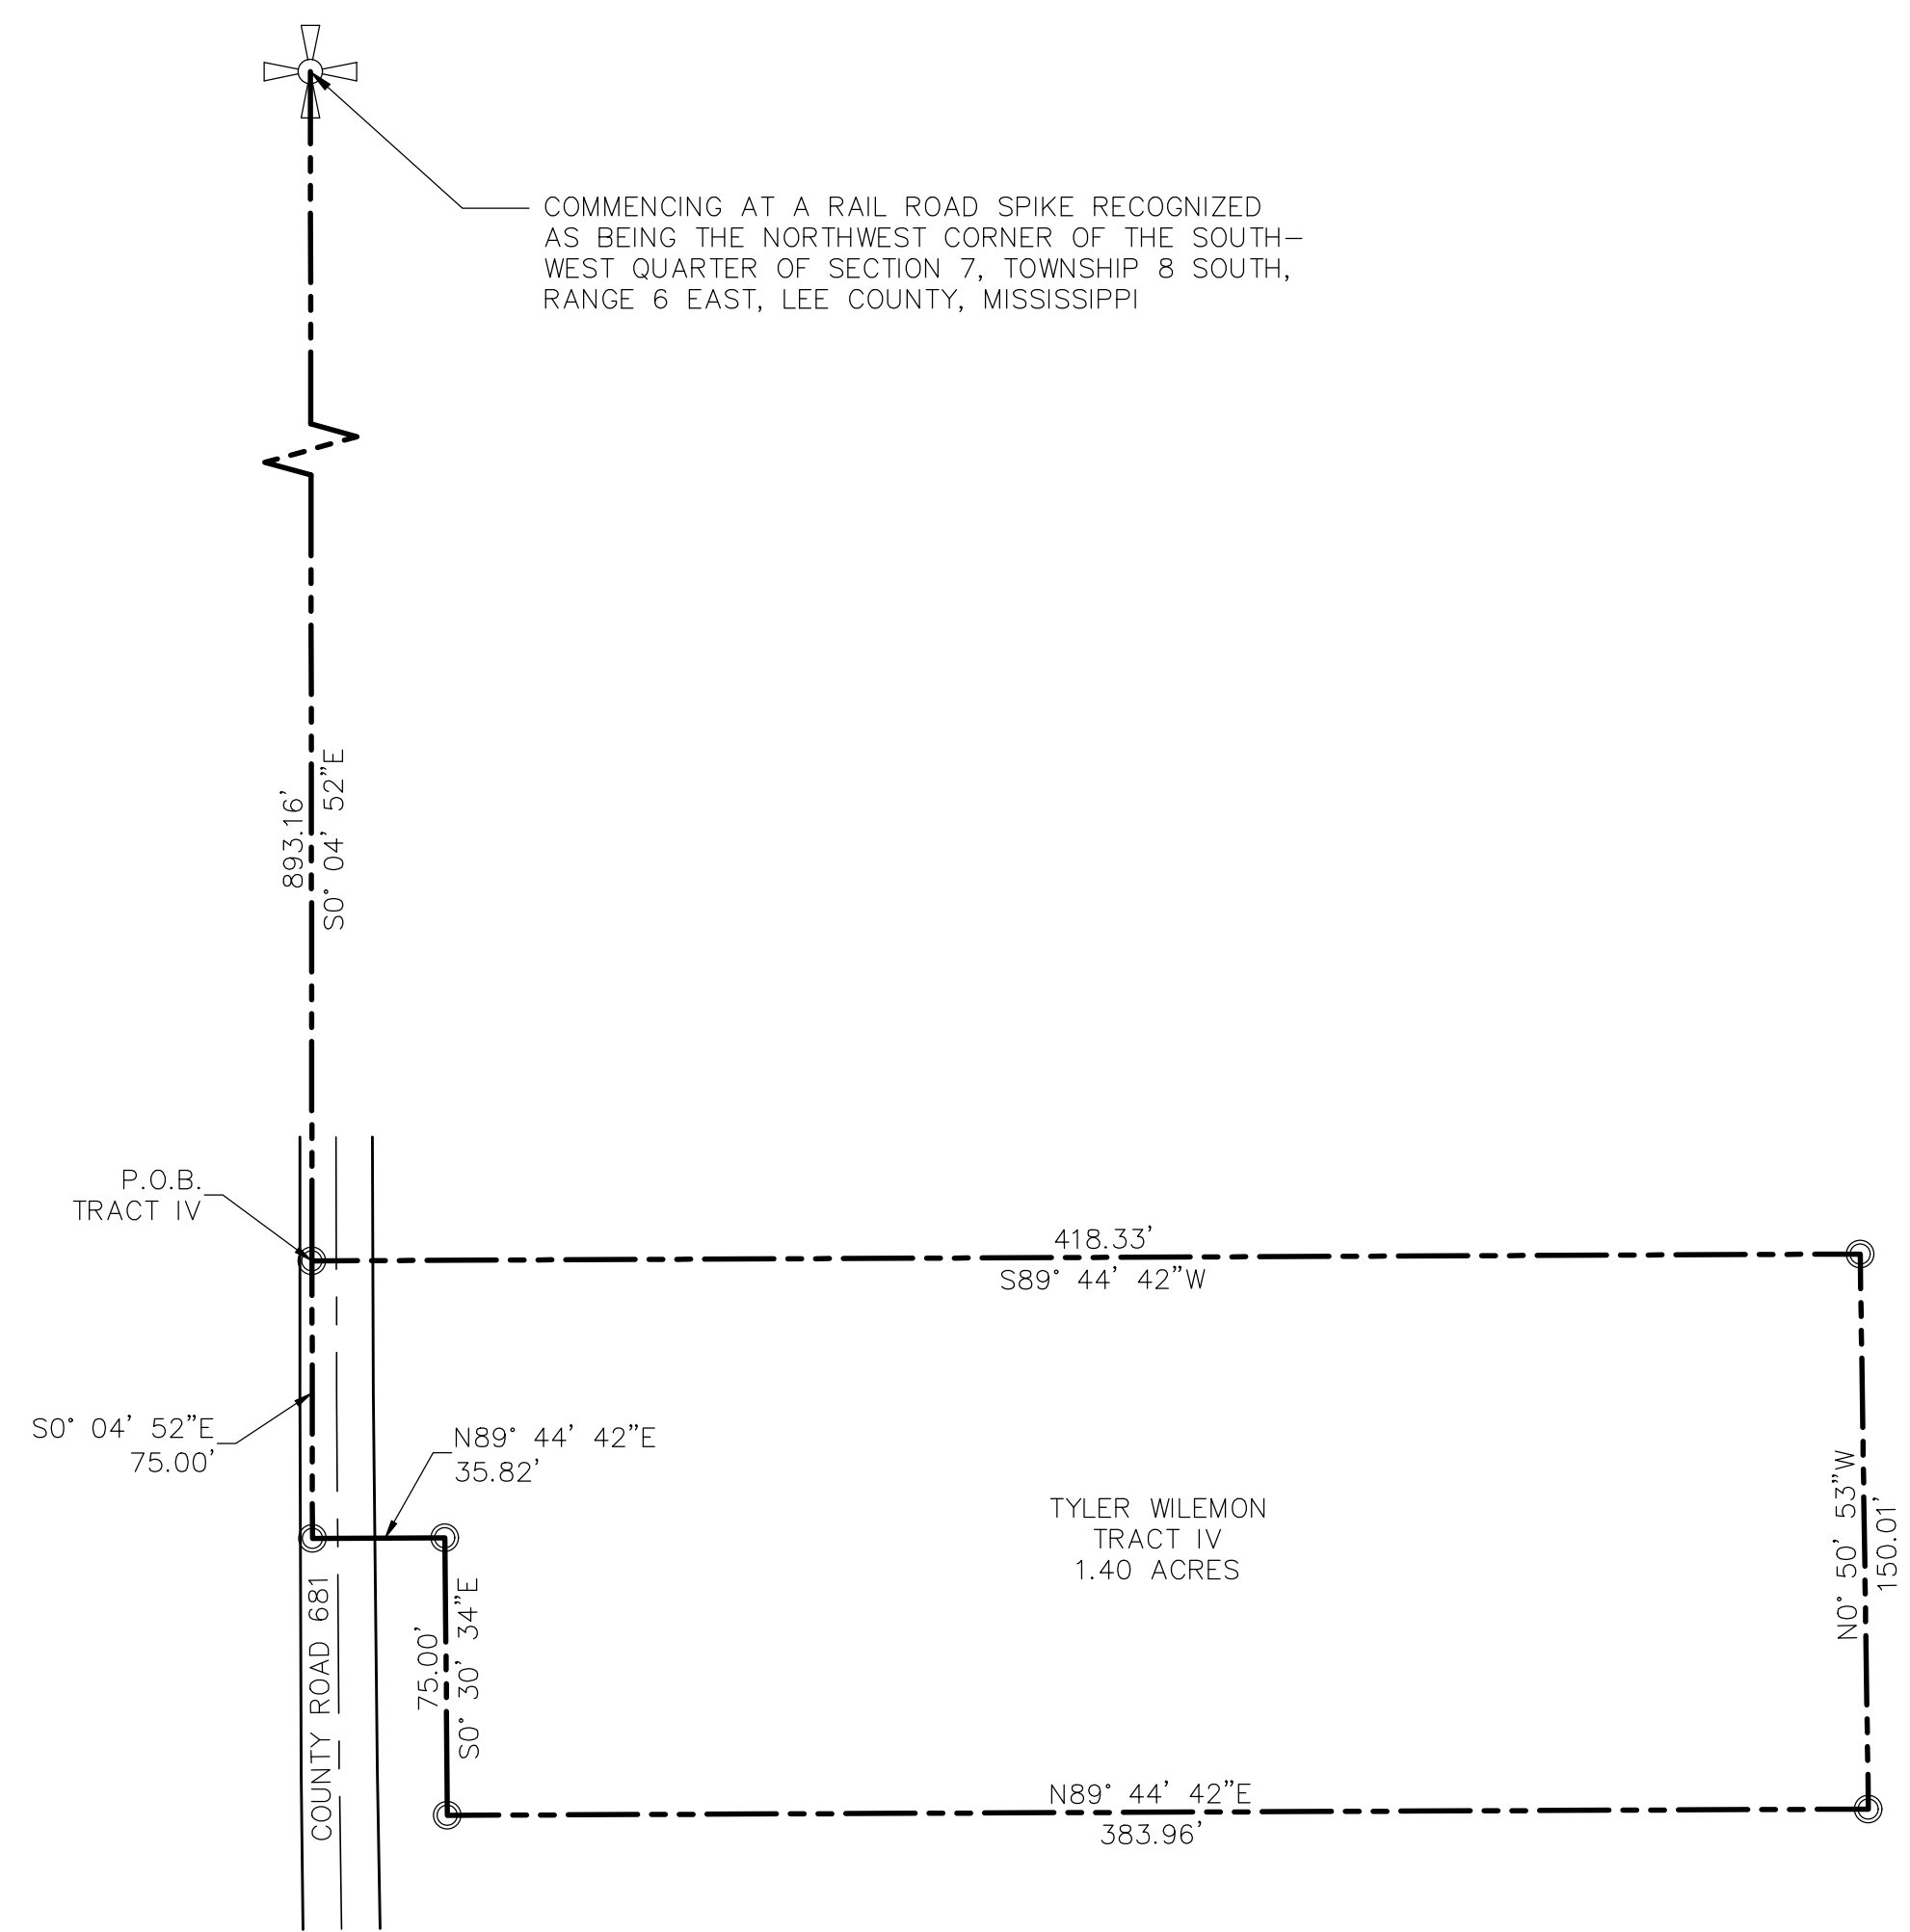 COMMENCING AT A RAIL ROAD SPIKE RECOGNIZED
AS BEING THE NORTHWEST CORNER OF THE SOUTH-
WEST QUARTER OF SECTION 7, TOWNSHIP 8 SOUTH,
RANGE 6 EAST, LEE COUNTY, MISSISSIPPI
893.16'
S0° 04' 52"E
P.O.B.
TRACT IV
418.33'
S89° 44' 42"W
S0° 04' 52"E
75.00'
N89° 44' 42"E
35.82'
TYLER WILEMON
TRACT IV
1.40 ACRES
N0° 50' 53"W
150.01'
COUNTY ROAD 681
75.00'
S0° 30' 34"E
N89° 44' 42"E
383.96'